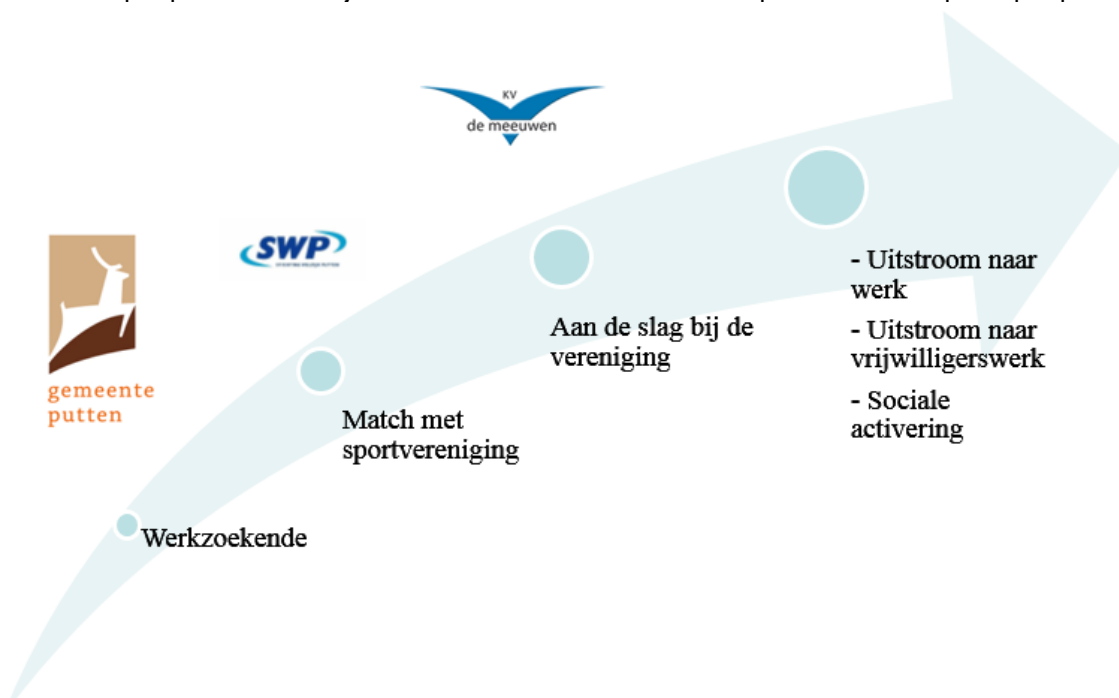 KV
de meeuwen
SWP
gemeente
putten
- Uitstroom naar
werk
- Uitstroom naar
vrijwilligerswerk
- Sociale
activering
Aan de slag bij de
vereniging
Match met
sportvereniging
Werkzoekende